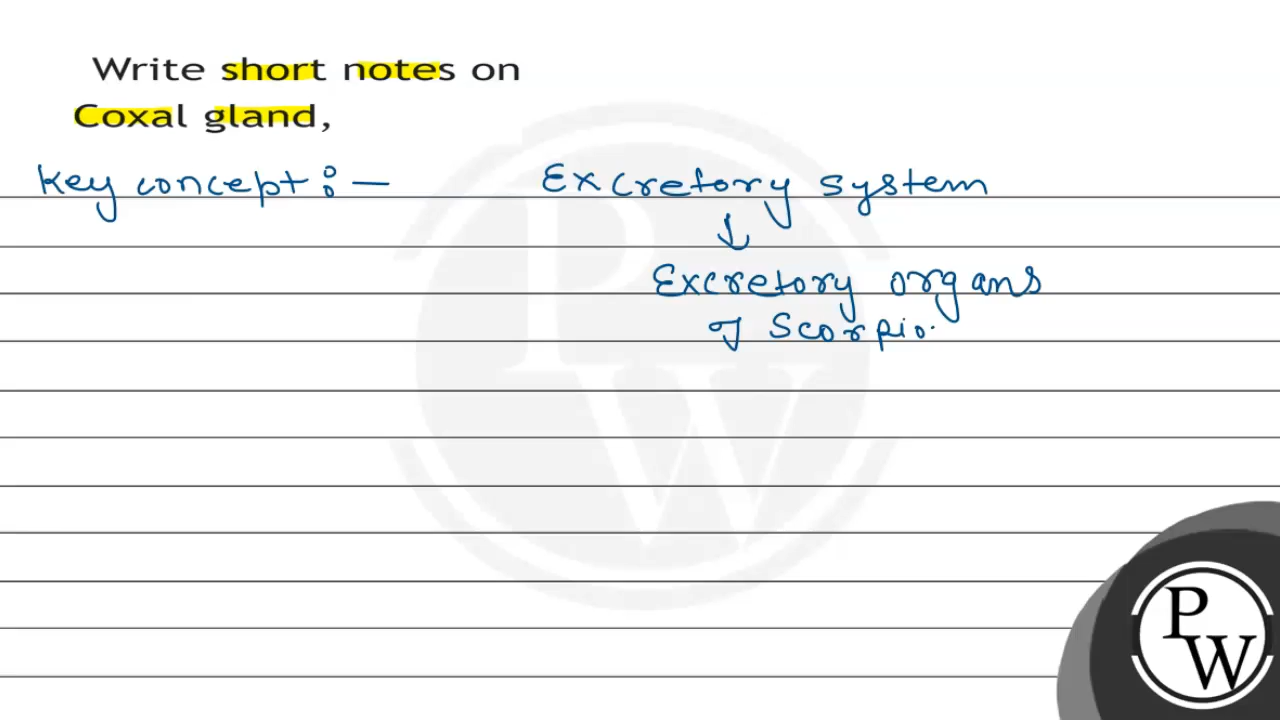 Write short notes on
Coxal gland,
Key concept :- Excretory system
↓
Excretory organs
of Scorpio.
P
W